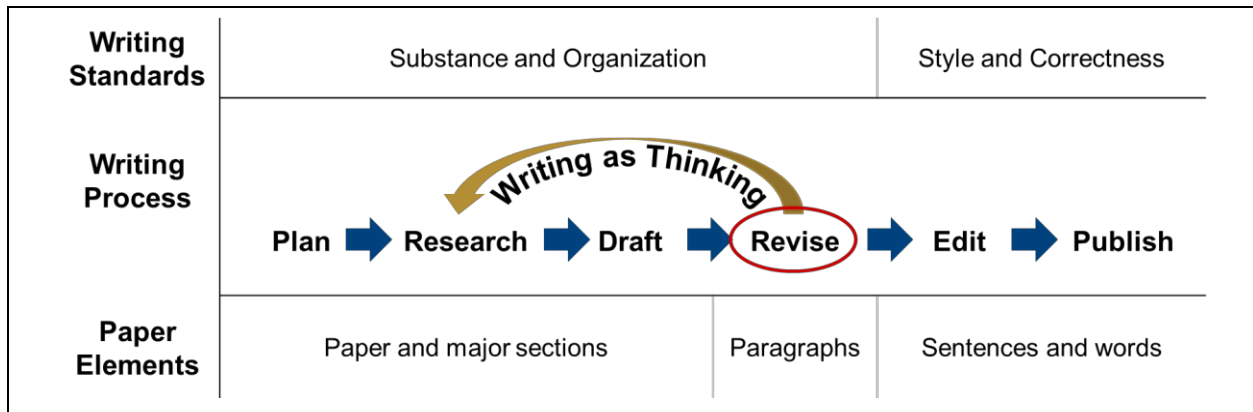 Writing
Standards
Substance and Organization
Style and Correctness
Writing
Process
Writing as Thinking
Plan
Research
Draft
Revise
Edit
Publish
Paper
Elements
Paper and major sections
Paragraphs
Sentences and words